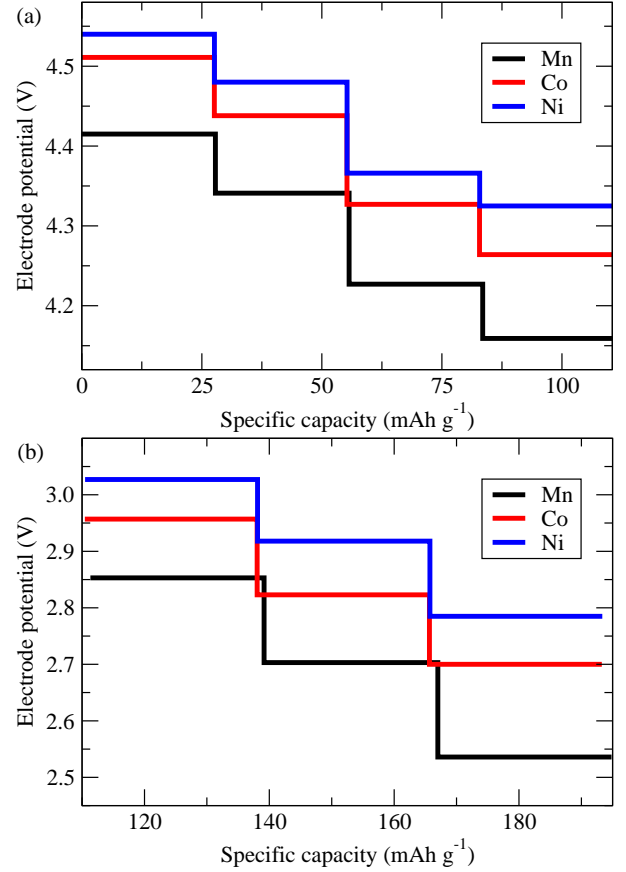 (a)
Electrode potential (V)
4.5
4.4
4.3
4.2
Mn
Co
Ni
0
25
50
75
100
Specific capacity (mAh g⁻¹)
(b)
Electrode potential (V)
3.0
2.9
2.8
2.7
2.6
2.5
Mn
Co
Ni
120
140
160
180
Specific capacity (mAh g⁻¹)